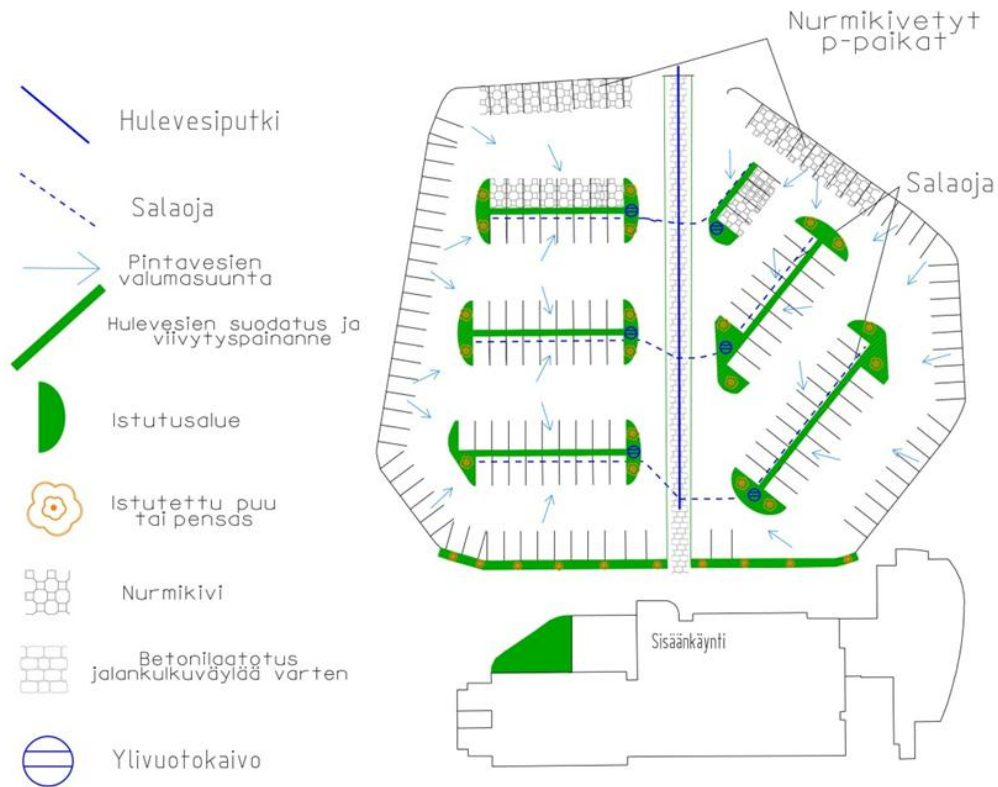 Nurmikivetyt
p-paikat
Hulevesiputki
Salaoja
Salaoja
Pintavesien
valumasuunta
Hulevesien suodatus ja
viivytyspainanne
Istutusalue
Istutettu puu
tai pensas
Nurmikivi
Sisäänkäynti
Betonilaatotus
jalankulkuväylää varten
Ylivuotokaivo